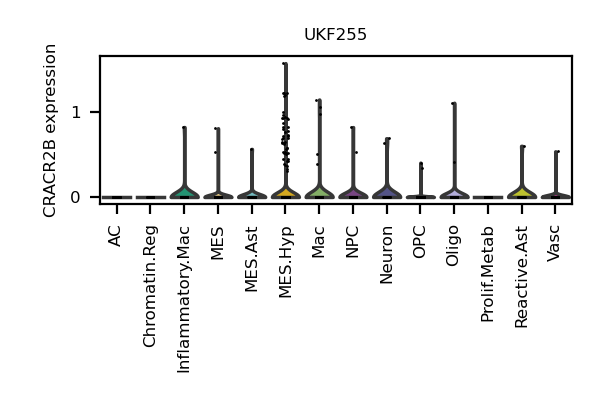 UKF255
CRACR2B expression
1
0
AC
Chromatin.Reg
Inflammatory.Mac
MES
MES.Ast
MES.Hyp
Mac
NPC
Neuron
OPC
Oligo
Prolif.Metab
Reactive.Ast
Vasc